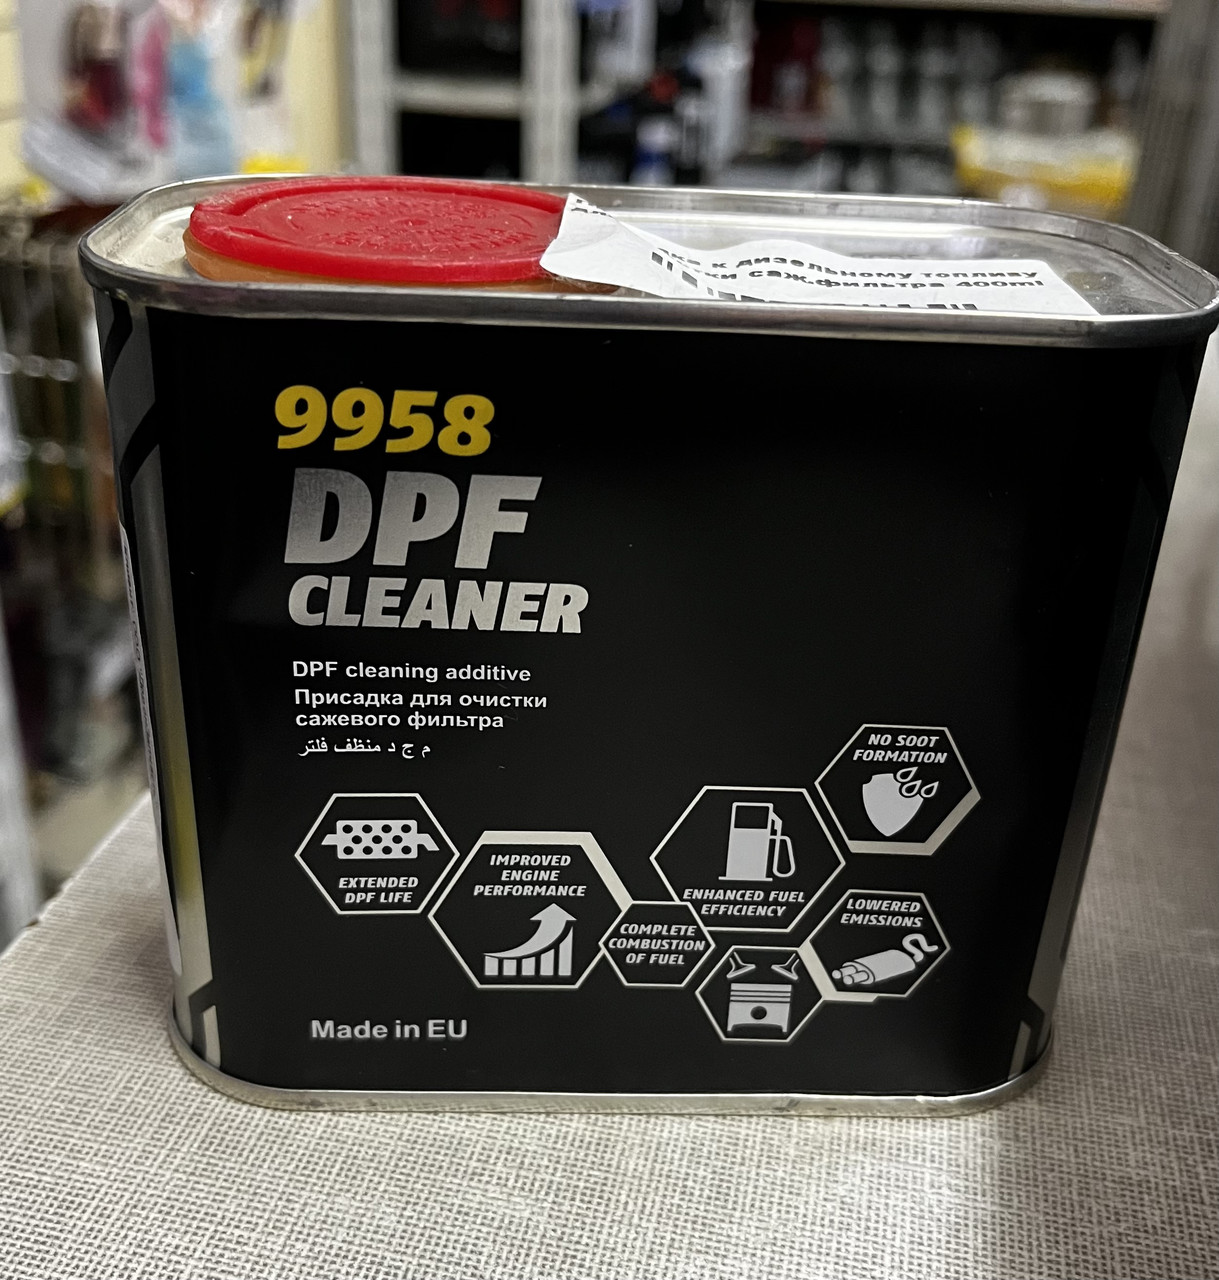 к дизельному топливу
саж.фильтра 400ml
9958
DPF
CLEANER
DPF cleaning additive
Присадка для очистки
сажевого фильтра
م ج د منظف فلتر
NO SOOT
FORMATION
EXTENDED
DPF LIFE
IMPROVED
ENGINE
PERFORMANCE
ENHANCED FUEL
EFFICIENCY
COMPLETE
COMBUSTION
OF FUEL
LOWERED
EMISSIONS
Made in EU